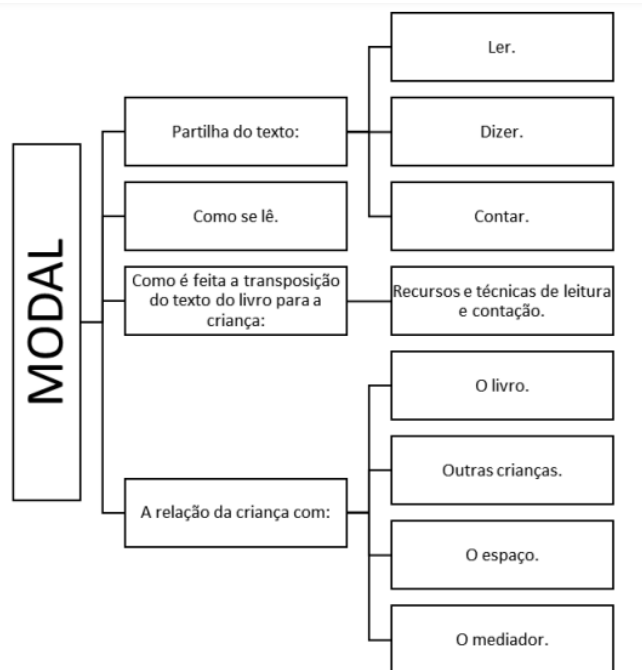 MODAL
Partilha do texto:
Ler.
Dizer.
Contar.
Como se lê.
Como é feita a transposição
do texto do livro para a
criança:
Recursos e técnicas de leitura
e contação.
A relação da criança com:
O livro.
Outras crianças.
O espaço.
O mediador.